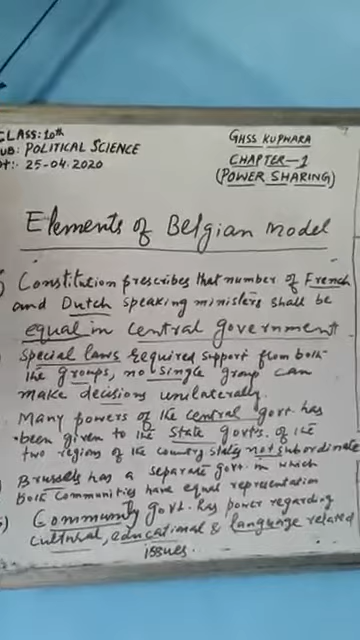 CLASS: 10th
UB: POLITICAL SCIENCE
t:- 25-04.2020
GHSS KUPWARA
CHAPTER-1
(POWER SHARING)
Elements of Belgian Model
Constitution prescribes that number of French
and Dutch speaking ministers shall be
equal in central government
special laws required support from both
the groups, no single group can
make decisions unilaterally.
Many powers of the central govt. has
been given to the State govts. of the
two regions of the country states not subordinate
Brussels has a separate govt. in which
both communities have equal representation
Community govt. has power regarding
cultural, educational & language related
issues.